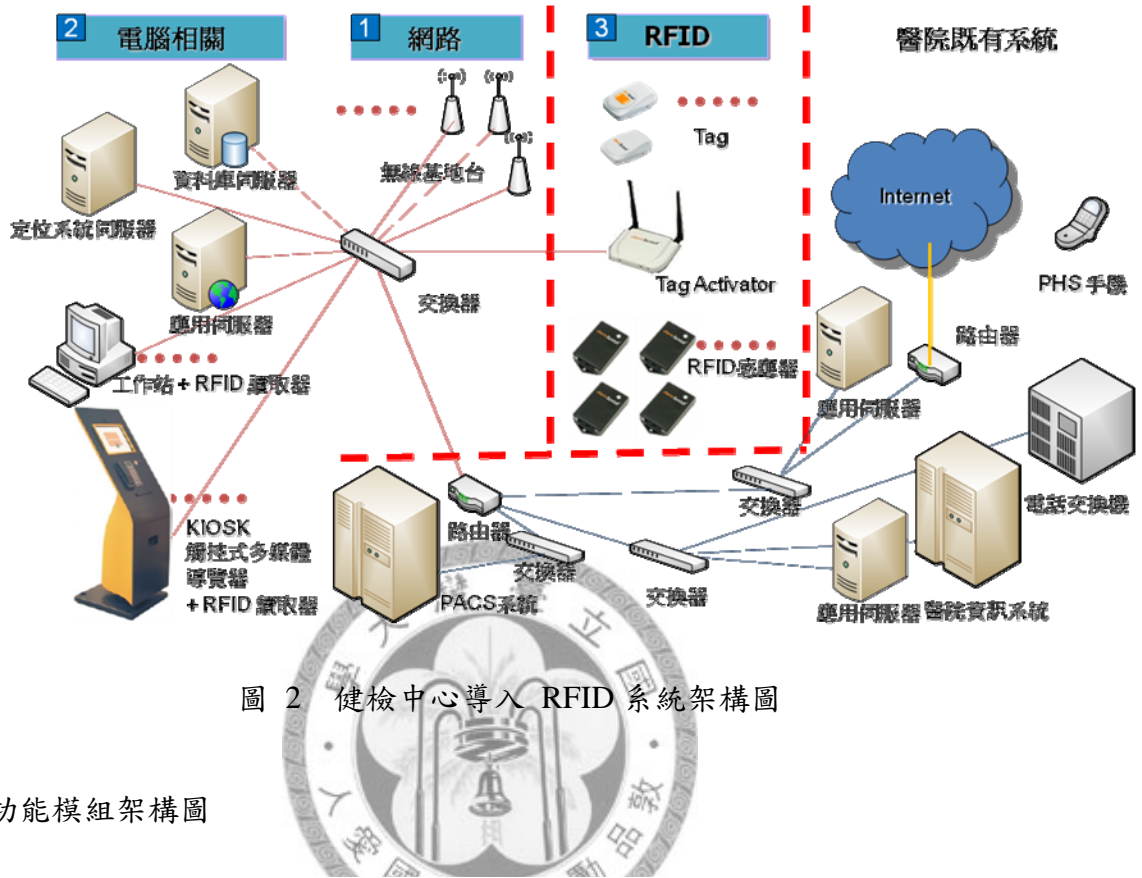 2 電腦相關
1 網路
3 RFID
醫院既有系統
Tag
無線基地台
資料庫伺服器
定位系統伺服器
Internet
PHS 手機
交換器
Tag Activator
應用伺服器
路由器
工作站 + RFID 讀取器
RFID感應器
應用伺服器
電話交換機
KIOSK
觸控式多媒體
導覽器
+ RFID 讀取器
路由器
交換器
交換器
交換器
PACS系統
應用伺服器
醫院資訊系統
圖 2 健檢中心導入 RFID 系統架構圖
功能模組架構圖